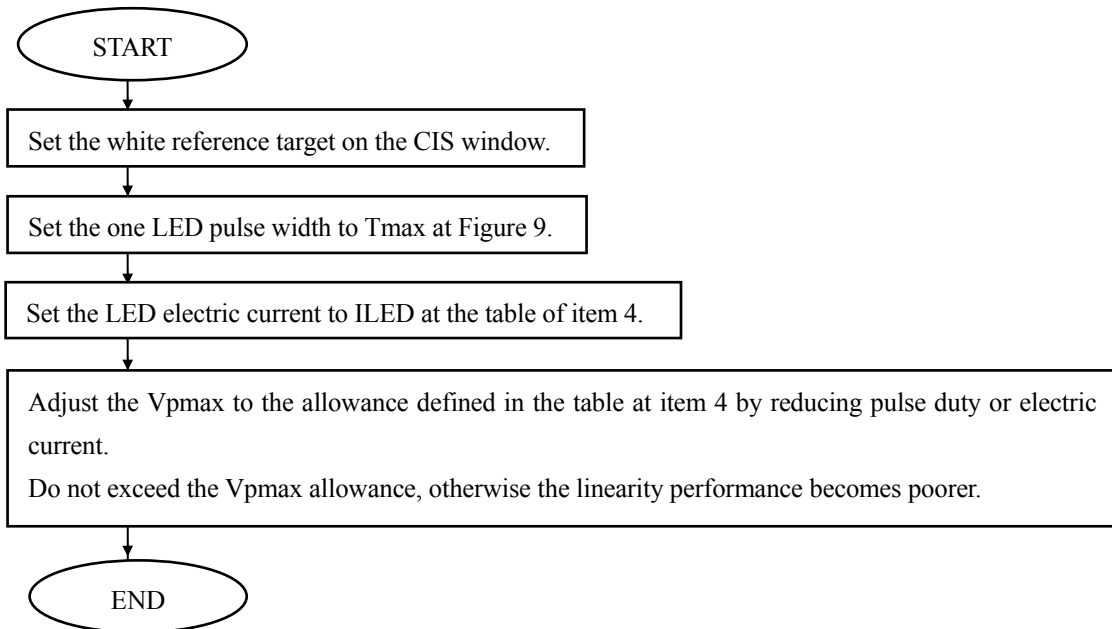 START
Set the white reference target on the CIS window.
Set the one LED pulse width to Tmax at Figure 9.
Set the LED electric current to ILED at the table of item 4.
Adjust the Vpmax to the allowance defined in the table at item 4 by reducing pulse duty or electric
current.
Do not exceed the Vpmax allowance, otherwise the linearity performance becomes poorer.
END